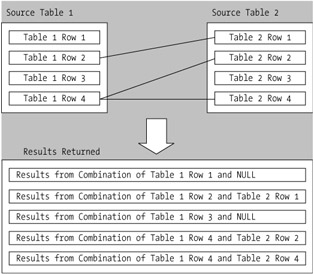 Source Table 1
Source Table 2
Table 1 Row 1
Table 2 Row 1
Table 1 Row 2
Table 2 Row 2
Table 1 Row 3
Table 2 Row 3
Table 1 Row 4
Table 2 Row 4
Results Returned
Results from Combination of Table 1 Row 1 and NULL
Results from Combination of Table 1 Row 2 and Table 2 Row 1
Results from Combination of Table 1 Row 3 and NULL
Results from Combination of Table 1 Row 4 and Table 2 Row 2
Results from Combination of Table 1 Row 4 and Table 2 Row 4